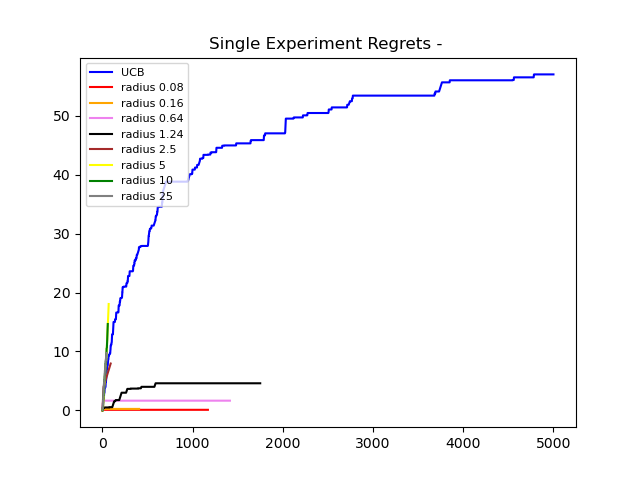 Single Experiment Regrets -
UCB
radius 0.08
radius 0.16
radius 0.64
radius 1.24
radius 2.5
radius 5
radius 10
radius 25
50
40
30
20
10
0
0 1000 2000 3000 4000 5000